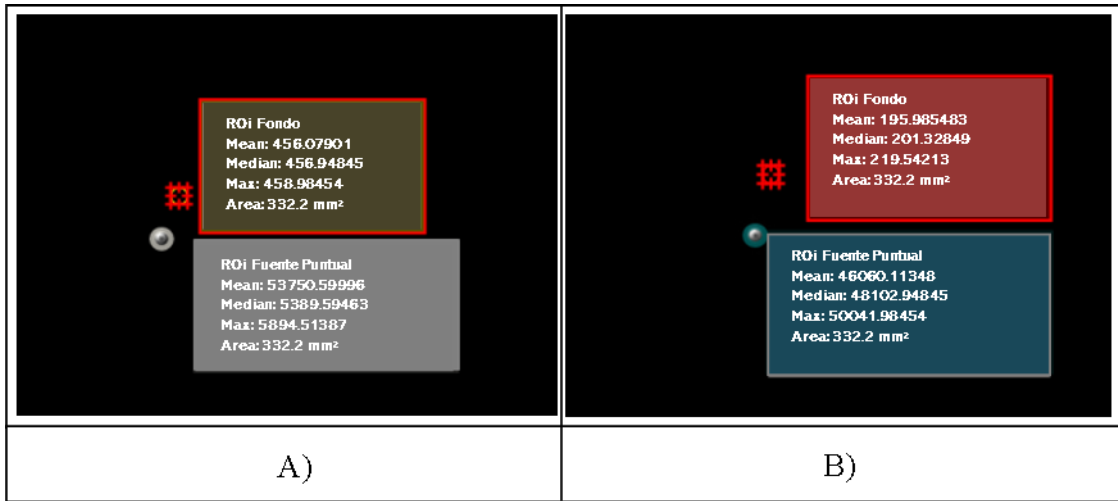 ROi Fondo
Mean: 456.07901
Median: 456.94845
Max: 458.98454
Area: 332.2 mm²
ROi Fuente Puntual
Mean: 53750.59996
Median: 5389.59463
Max: 5894.51387
Area: 332.2 mm²
ROi Fondo
Mean: 195.985483
Median: 201.32849
Max: 219.54213
Area: 332.2 mm²
ROi Fuente Puntual
Mean: 46060.11348
Median: 48102.94845
Max: 50041.98454
Area: 332.2 mm²
A)
B)